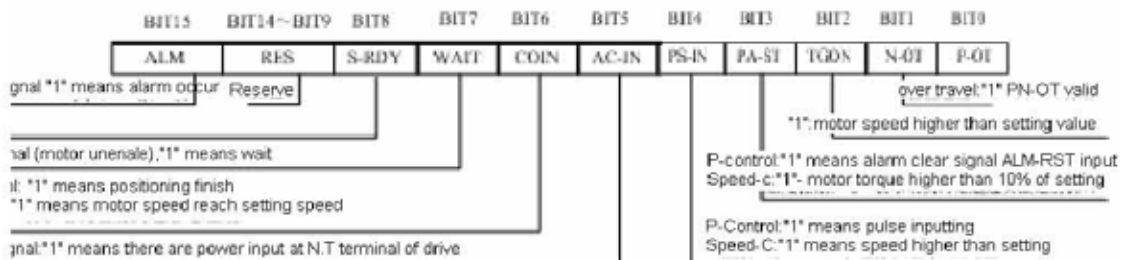 BIT15 BIT14～BIT9 BIT8 BIT7 BIT6 BIT5 BIT4 BIT3 BIT2 BIT1 BIT0
ALM RES S-RDY WAIT COIN AC-IN PS-IN PA-ST TGON N-OT P-OT
gnal "1" means alarm occur Reserve
over travel:"1" PN-OT valid
"1":motor speed higher than setting value
nal (motor unenale),"1" means wait
P-control:"1" means alarm clear signal ALM-RST input
Speed-c:"1"- motor torque higher than 10% of setting
ol: "1" means positioning finish
"1" means motor speed reach setting speed
P-Control:"1" means pulse inputting
Speed-C:"1" means speed higher than setting
gnal:"1" means there are power input at N.T terminal of drive